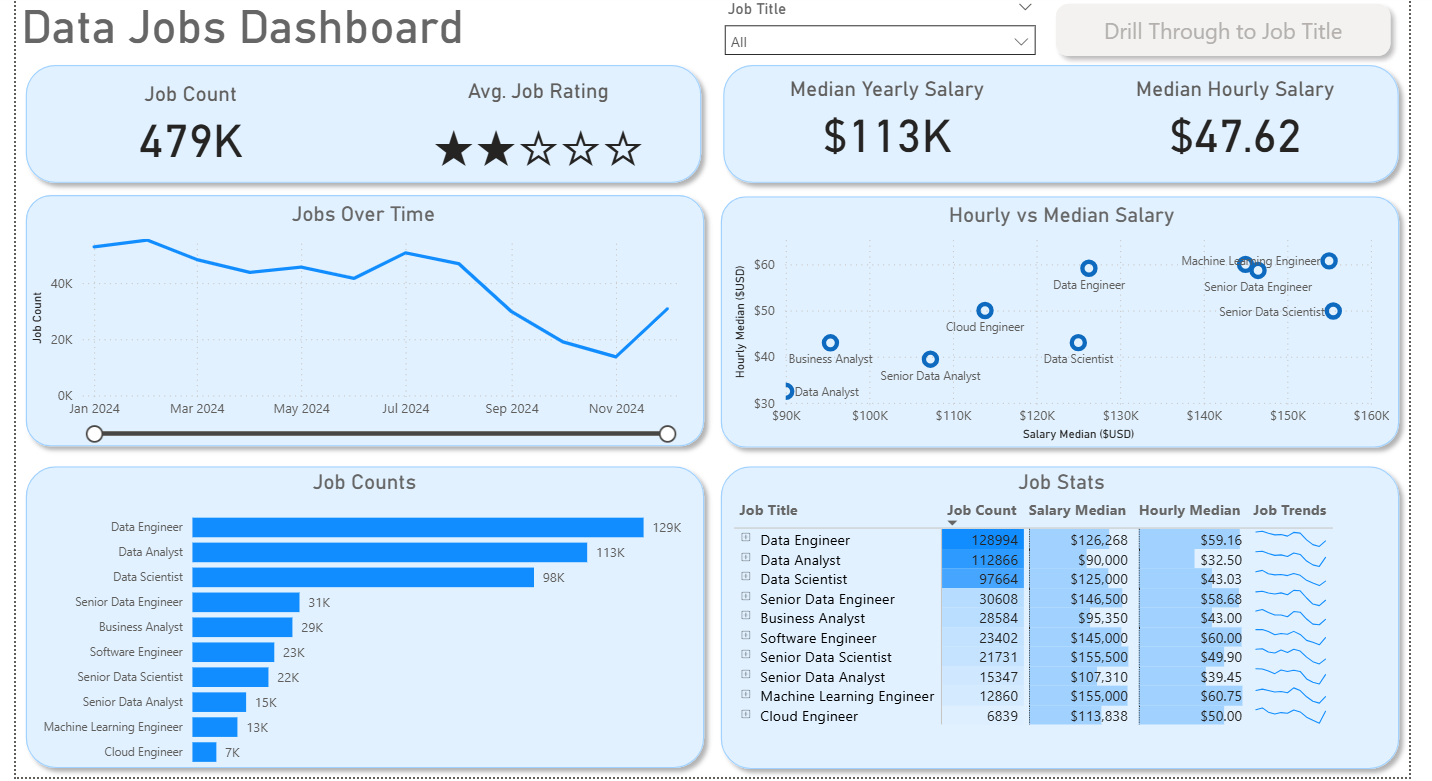 Data Jobs Dashboard
Job Title
All
Drill Through to Job Title
Job Count
479K
Avg. Job Rating
Median Yearly Salary
$113K
Median Hourly Salary
$47.62
Jobs Over Time
Job Count
40K
20K
0K
Jan 2024 Mar 2024 May 2024 Jul 2024 Sep 2024 Nov 2024
Hourly vs Median Salary
Hourly Median ($USD)
$60
$50
$40
$30
Machine Learning Engineer
Data Engineer
Senior Data Engineer
Senior Data Scientist
Cloud Engineer
Business Analyst
Data Scientist
Senior Data Analyst
Data Analyst
$90K $100K $110K $120K $130K $140K $150K $160K
Salary Median ($USD)
Job Counts
Data Engineer 129K
Data Analyst 113K
Data Scientist 98K
Senior Data Engineer 31K
Business Analyst 29K
Software Engineer 23K
Senior Data Scientist 22K
Senior Data Analyst 15K
Machine Learning Engineer 13K
Cloud Engineer 7K
Job Stats
Job Title Job Count Salary Median Hourly Median Job Trends
Data Engineer 128994 $126,268 $59.16
Data Analyst 112866 $90,000 $32.50
Data Scientist 97664 $125,000 $43.03
Senior Data Engineer 30608 $146,500 $58.68
Business Analyst 28584 $95,350 $43.00
Software Engineer 23402 $145,000 $60.00
Senior Data Scientist 21731 $155,500 $49.90
Senior Data Analyst 15347 $107,310 $39.45
Machine Learning Engineer 12860 $155,000 $60.75
Cloud Engineer 6839 $113,838 $50.00